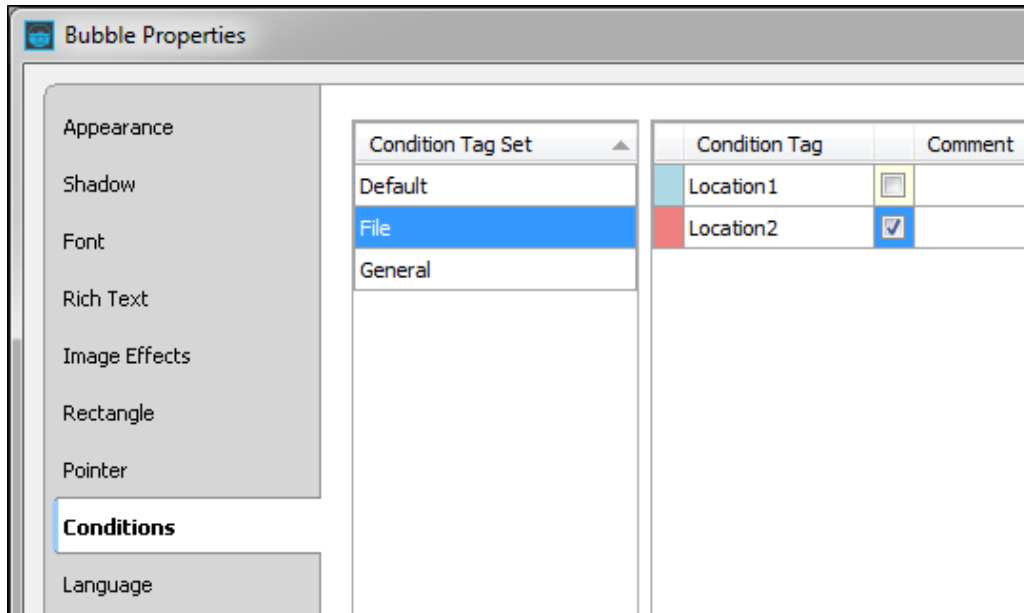 Bubble Properties
Appearance
Shadow
Font
Rich Text
Image Effects
Rectangle
Pointer
Conditions
Language
Condition Tag Set
Default
File
General
Condition Tag Comment
Location1
Location2